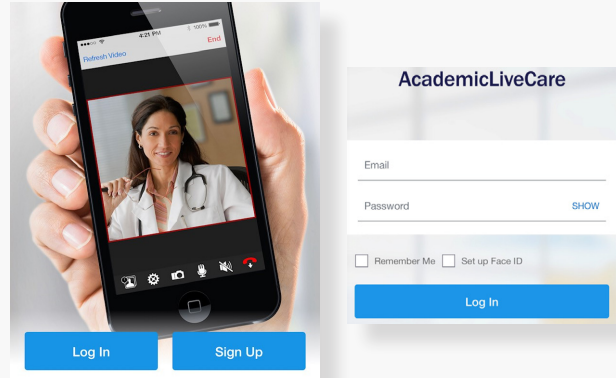 4:21 PM
100%
Refresh Video
End
Log In
Sign Up
AcademicLiveCare
Email
Password
SHOW
Remember Me
Set up Face ID
Log In